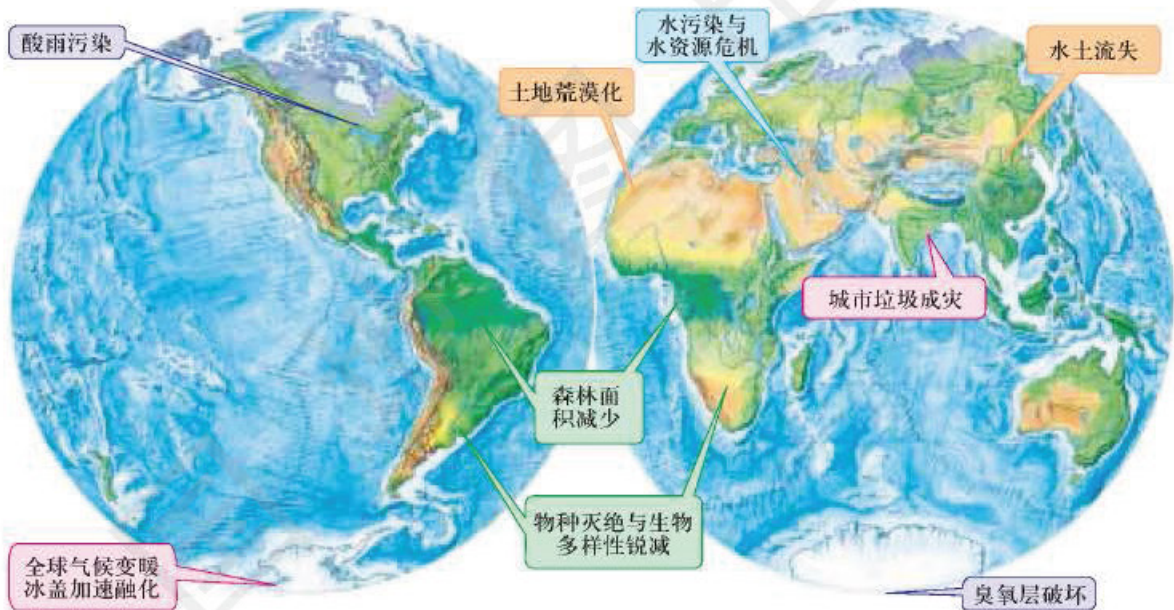 酸雨污染
水污染与
水资源危机
水土流失
土地荒漠化
城市垃圾成灾
森林面
积减少
物种灭绝与生物
多样性锐减
全球气候变暖
冰盖加速融化
臭氧层破坏